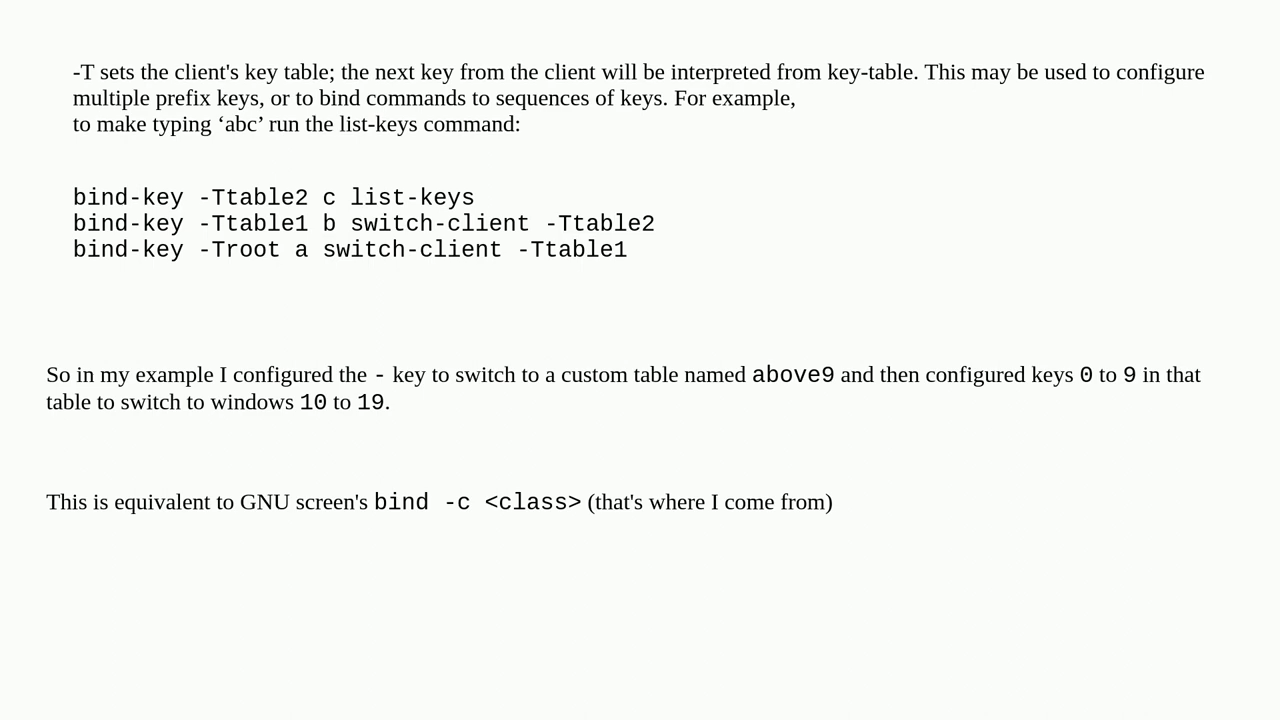 -T sets the client's key table; the next key from the client will be interpreted from key-table. This may be used to configure
multiple prefix keys, or to bind commands to sequences of keys. For example,
to make typing ‘abc’ run the list-keys command:
bind-key -Ttable2 c list-keys
bind-key -Ttable1 b switch-client -Ttable2
bind-key -Troot a switch-client -Ttable1
So in my example I configured the - key to switch to a custom table named above9 and then configured keys 0 to 9 in that
table to switch to windows 10 to 19.
This is equivalent to GNU screen's bind -c <class> (that's where I come from)